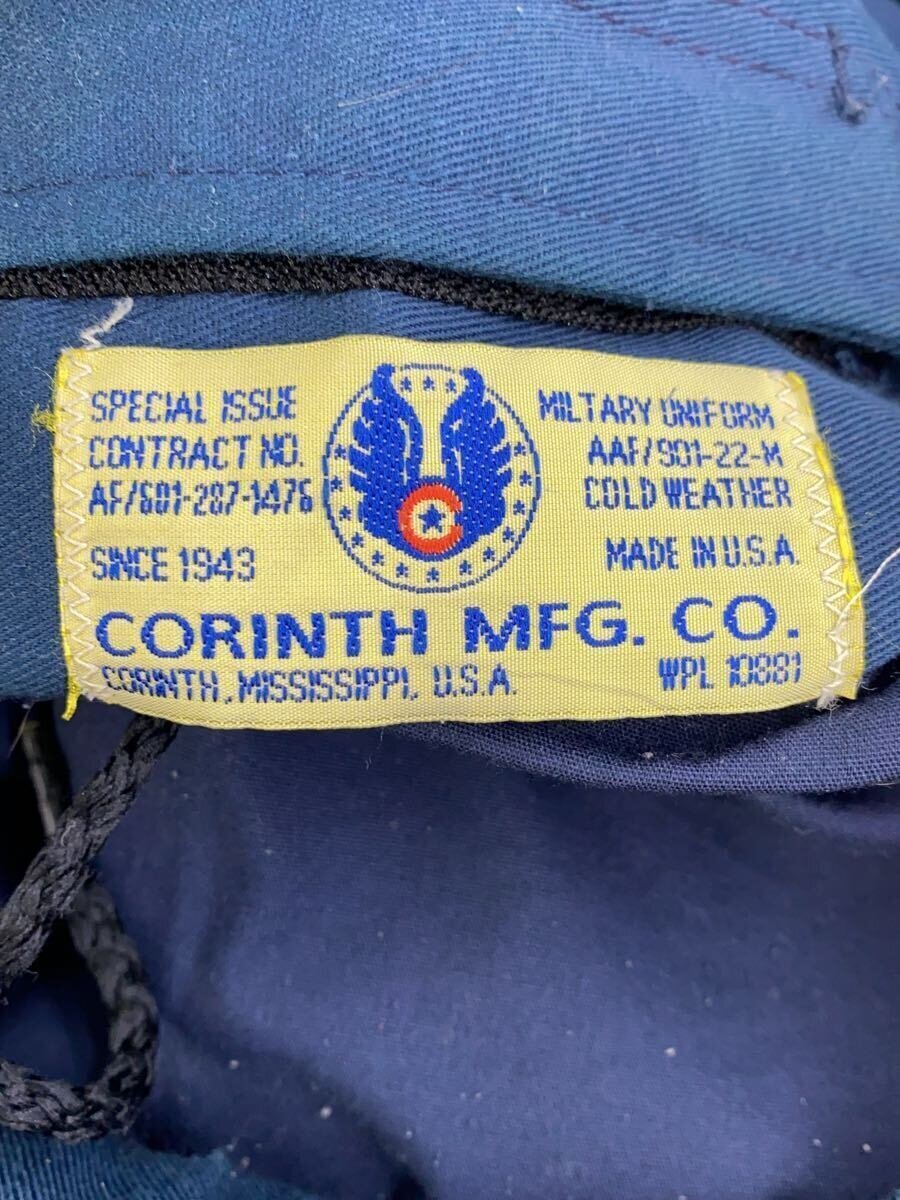 SPECIAL ISSUE
CONTRACT NO.
AF/601-207-1476
SINCE 1943
MILTARY UNIFORM
AAF/901-22-M
COLD WEATHER
MADE IN U.S.A.
C
CORINTH MFG. CO.
CORINTH, MISSISSIPPI, U.S.A.
WPL 10881